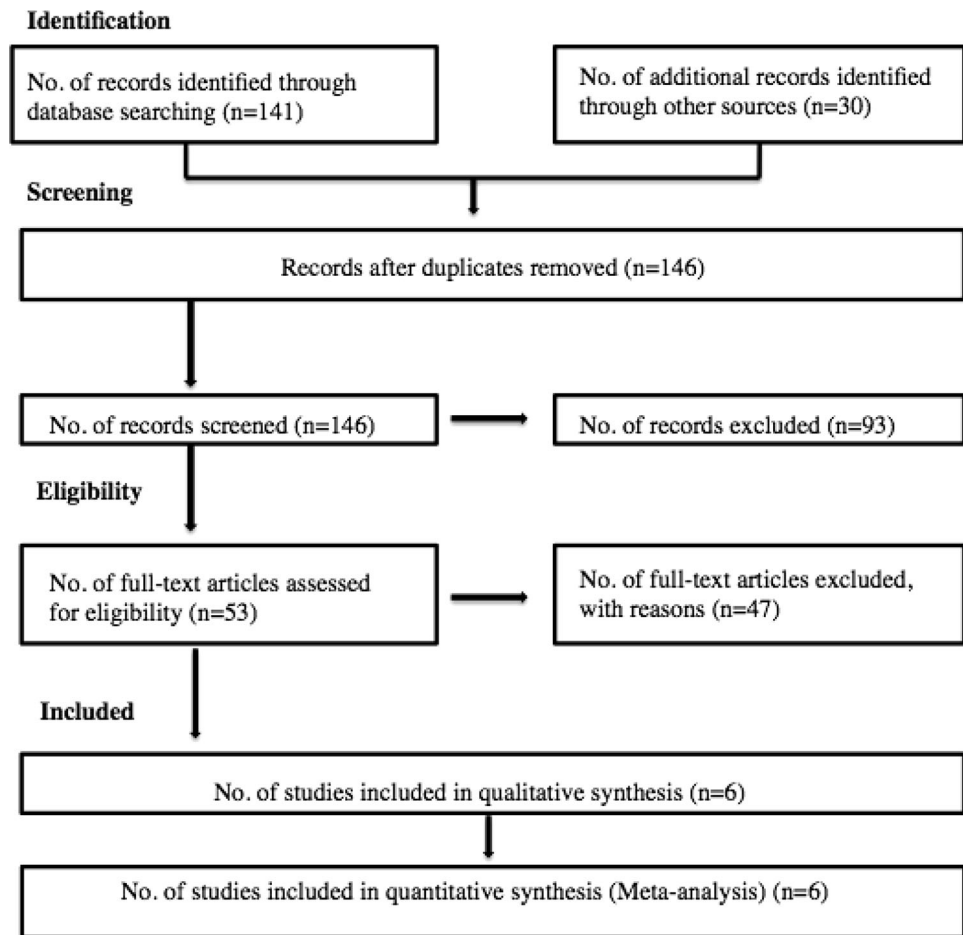 Identification
No. of records identified through
database searching (n=141)
No. of additional records identified
through other sources (n=30)
Screening
Records after duplicates removed (n=146)
No. of records screened (n=146)
No. of records excluded (n=93)
Eligibility
No. of full-text articles assessed
for eligibility (n=53)
No. of full-text articles excluded,
with reasons (n=47)
Included
No. of studies included in qualitative synthesis (n=6)
No. of studies included in quantitative synthesis (Meta-analysis) (n=6)